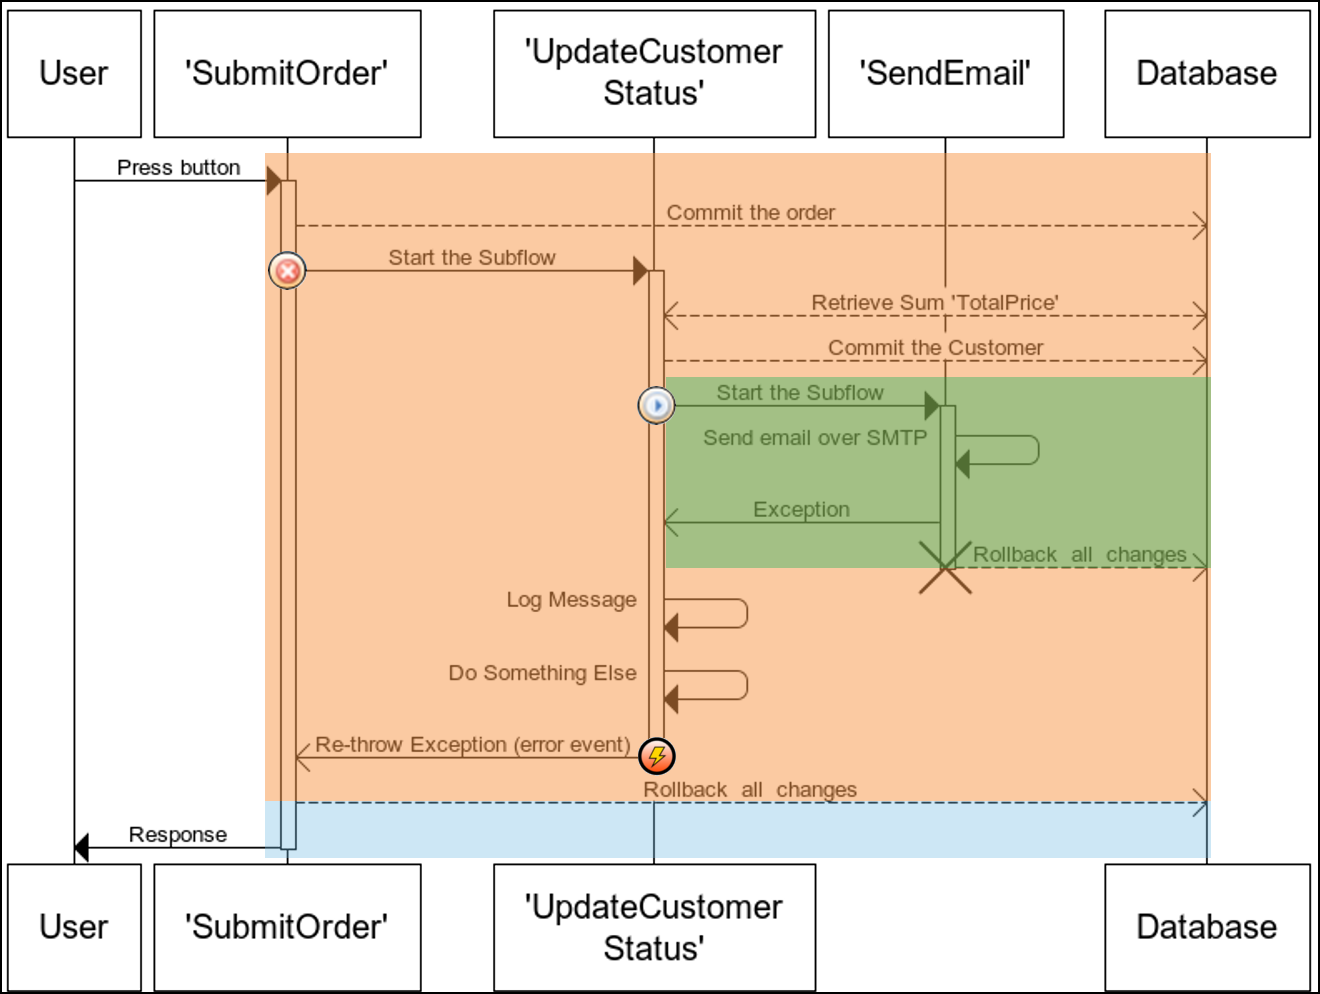 User
'SubmitOrder'
'UpdateCustomer
Status'
'SendEmail'
Database
Press button
Commit the order
Start the Subflow
Retrieve Sum 'TotalPrice'
Commit the Customer
Start the Subflow
Send email over SMTP
Exception
Rollback all changes
Log Message
Do Something Else
Re-throw Exception (error event)
Rollback all changes
Response
User
'SubmitOrder'
'UpdateCustomer
Status'
Database